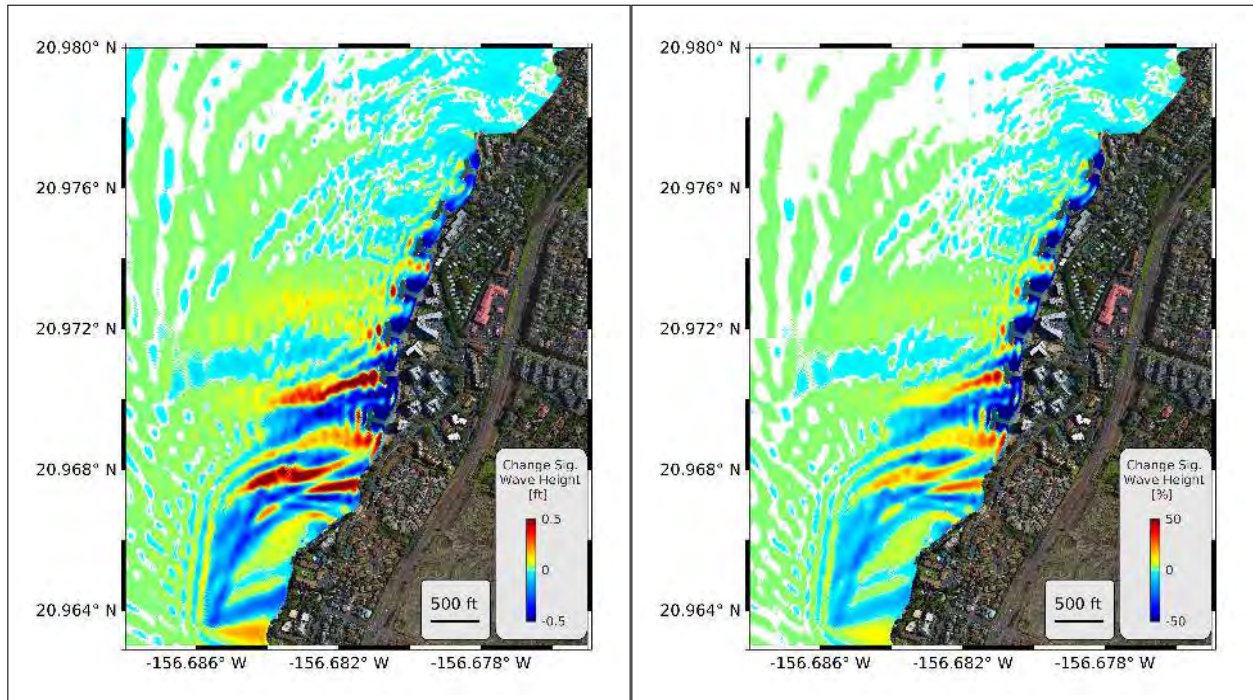 20.980° N
20.976° N
20.972° N
20.968° N
20.964° N
-156.686° W
-156.682° W
-156.678° W
Change Sig.
Wave Height
[ft]
0.5
0
-0.5
500 ft
20.980° N
20.976° N
20.972° N
20.968° N
20.964° N
-156.686° W
-156.682° W
-156.678° W
Change Sig.
Wave Height
[%]
50
0
-50
500 ft